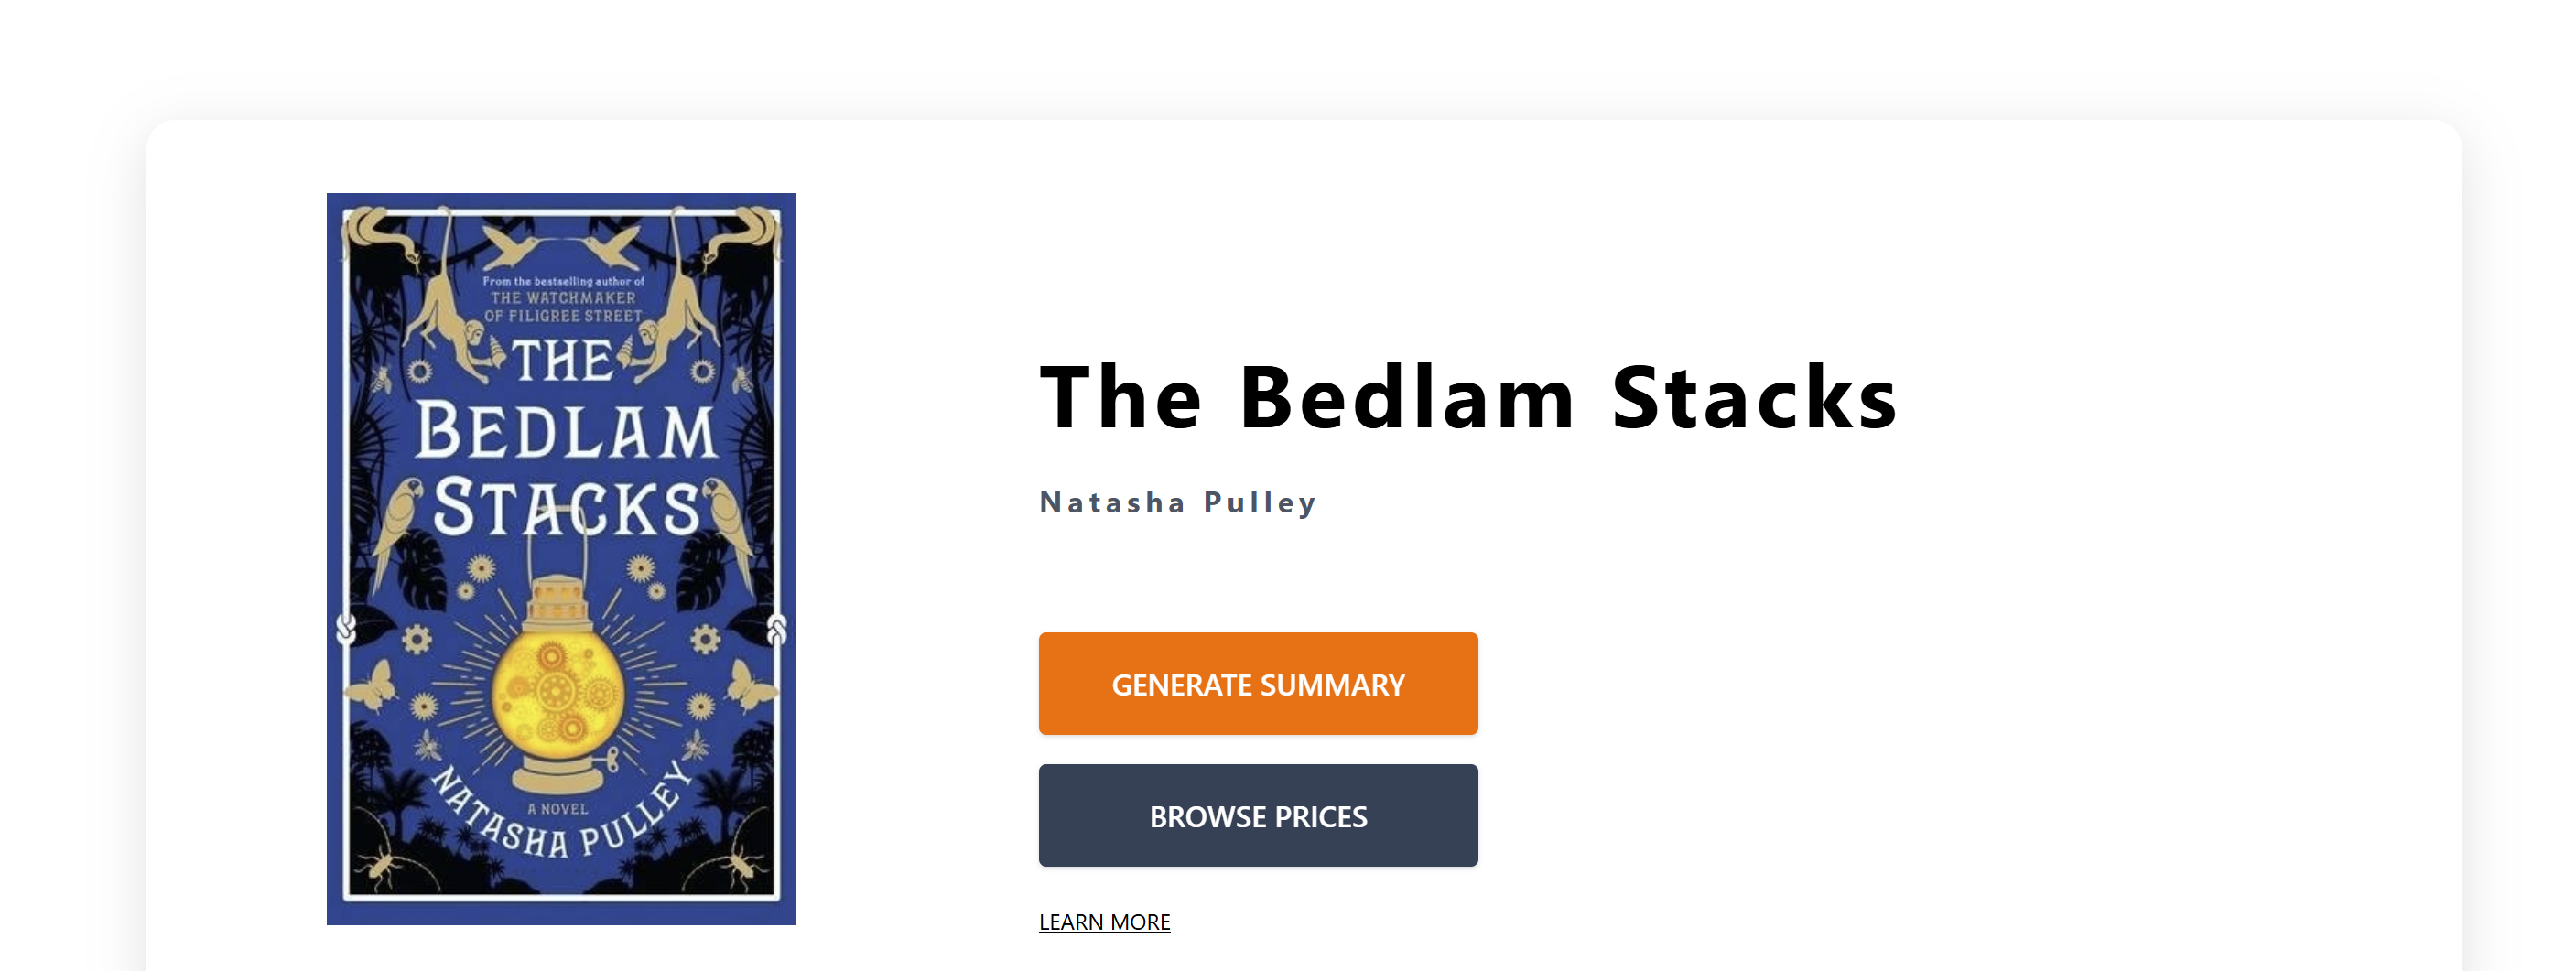 From the bestselling author of
THE WATCHMAKER
OF FILIGREE STREET
THE
BEDLAM
STACKS
A NOVEL
NATASHA PULLEY
The Bedlam Stacks
Natasha Pulley
GENERATE SUMMARY
BROWSE PRICES
LEARN MORE